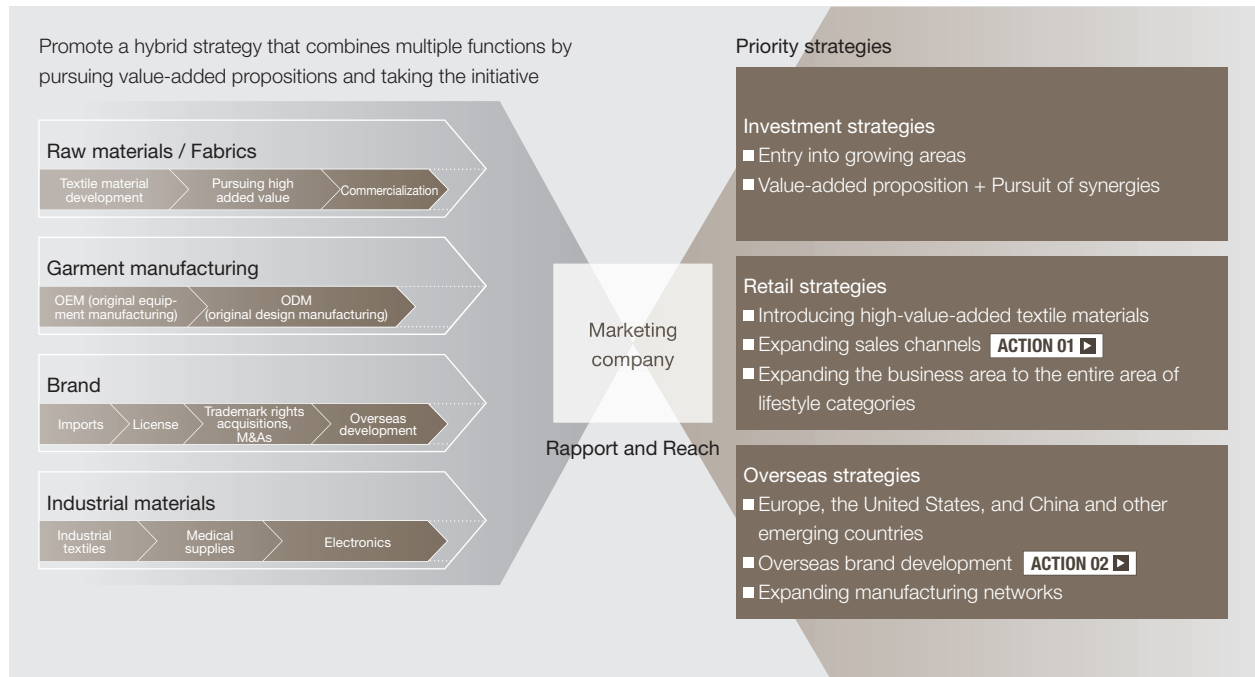 Promote a hybrid strategy that combines multiple functions by
pursuing value-added propositions and taking the initiative
Raw materials / Fabrics
Textile material
development
Pursuing high
added value
Commercialization
Garment manufacturing
OEM (original equip-
ment manufacturing)
ODM
(original design manufacturing)
Brand
Imports
License
Trademark rights
acquisitions,
M&As
Overseas
development
Industrial materials
Industrial
textiles
Medical
supplies
Electronics
Marketing
company
Rapport and Reach
Priority strategies
Investment strategies
Entry into growing areas
Value-added proposition + Pursuit of synergies
Retail strategies
Introducing high-value-added textile materials
Expanding sales channels ACTION 01
Expanding the business area to the entire area of
lifestyle categories
Overseas strategies
Europe, the United States, and China and other
emerging countries
Overseas brand development ACTION 02
Expanding manufacturing networks